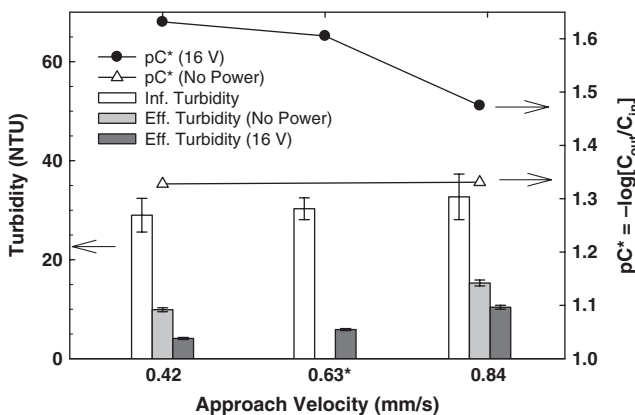 pC* (16 V)
pC* (No Power)
Inf. Turbidity
Eff. Turbidity (No Power)
Eff. Turbidity (16 V)
Turbidity (NTU)
60
40
20
0
1.6
1.5
1.4
1.3
1.2
1.1
1.0
pC* = –log[C_out/C_in]
0.42
0.63*
0.84
Approach Velocity (mm/s)